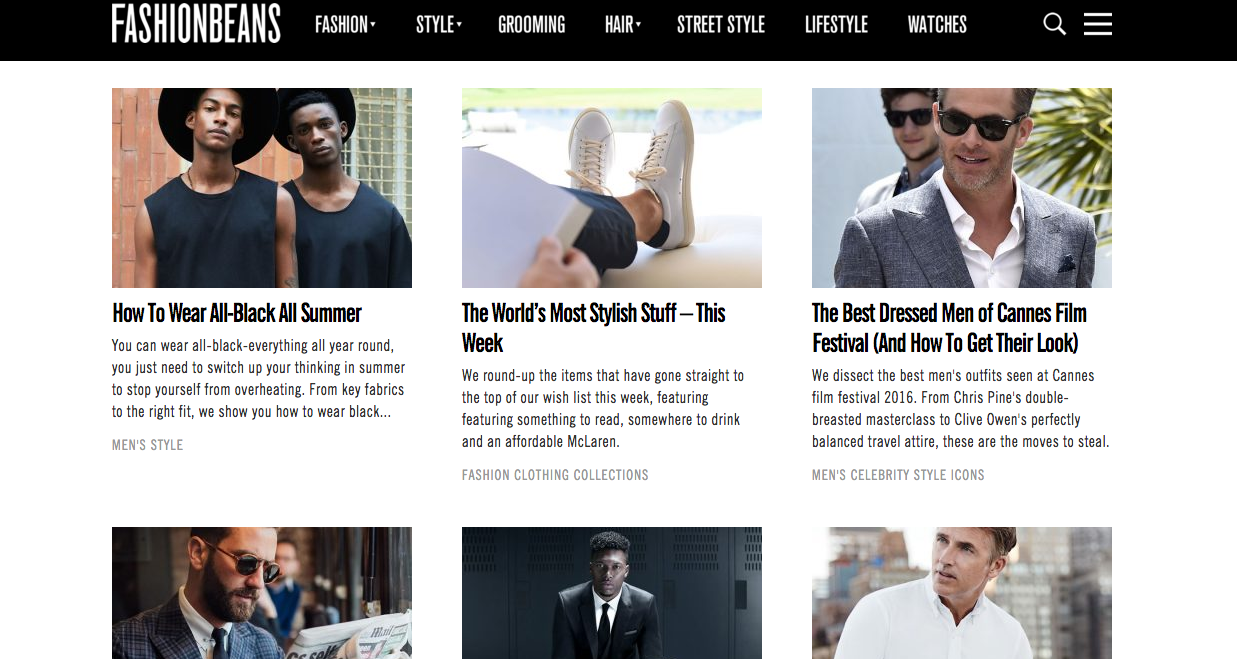 FASHIONBEANS
FASHION
STYLE
GROOMING
HAIR
STREET STYLE
LIFESTYLE
WATCHES
How To Wear All-Black All Summer
You can wear all-black-everything all year round,
you just need to switch up your thinking in summer
to stop yourself from overheating. From key fabrics
to the right fit, we show you how to wear black...
MEN'S STYLE
The World’s Most Stylish Stuff – This
Week
We round-up the items that have gone straight to
the top of our wish list this week, featuring
featuring something to read, somewhere to drink
and an affordable McLaren.
FASHION CLOTHING COLLECTIONS
The Best Dressed Men of Cannes Film
Festival (And How To Get Their Look)
We dissect the best men's outfits seen at Cannes
film festival 2016. From Chris Pine's double-
breasted masterclass to Clive Owen's perfectly
balanced travel attire, these are the moves to steal.
MEN'S CELEBRITY STYLE ICONS